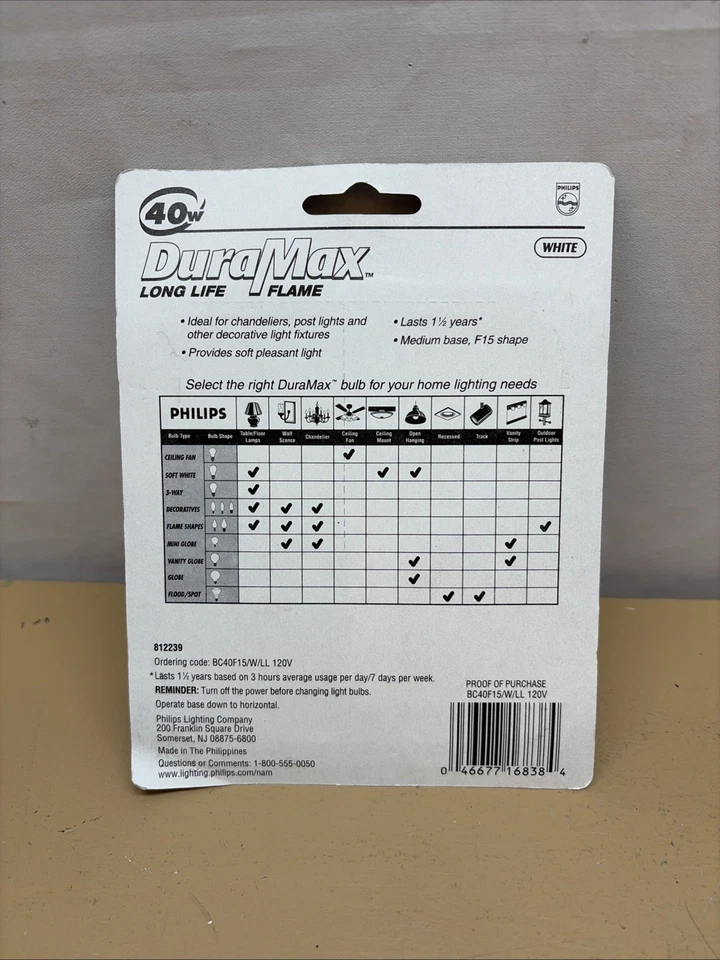 40w
PHILIPS
DuraMax™
WHITE
LONG LIFE FLAME
• Ideal for chandeliers, post lights and
other decorative light fixtures
• Provides soft pleasant light
• Lasts 1½ years*
• Medium base, F15 shape
Select the right DuraMax™ bulb for your home lighting needs
PHILIPS
Bulb Type Bulb Shape Table/Floor Lamps Wall Sconce Chandelier Ceiling Fan Ceiling Mount Open Hanging Recessed Track Vanity Strip Outdoor Post Lights
CEILING FAN ✔
SOFT WHITE ✔ ✔ ✔
3-WAY ✔
DECORATIVES ✔ ✔ ✔
FLAME SHAPES ✔ ✔ ✔ ✔
MINI GLOBE ✔ ✔ ✔
VANITY GLOBE ✔ ✔
GLOBE ✔
FLOOD/SPOT ✔ ✔
812239
Ordering code: BC40F15/W/LL 120V
*Lasts 1½ years based on 3 hours average usage per day/7 days per week.
REMINDER: Turn off the power before changing light bulbs.
Operate base down to horizontal.
Philips Lighting Company
200 Franklin Square Drive
Somerset, NJ 08875-6800
Made in The Philippines
Questions or Comments: 1-800-555-0050
www.lighting.philips.com/nam
PROOF OF PURCHASE
BC40F15/W/LL 120V
0 46677 16838 4